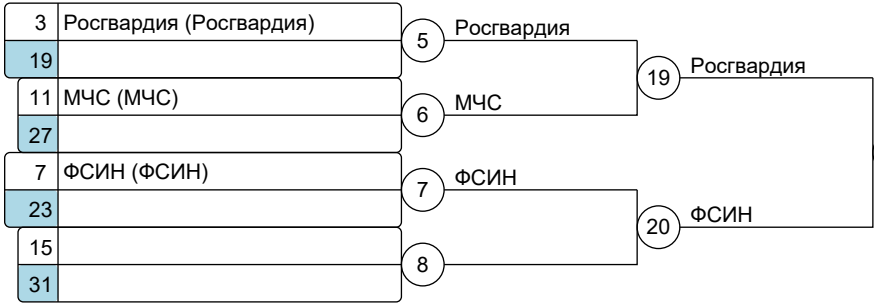 3 Росгвардия (Росгвардия)
19
5 Росгвардия
11 МЧС (МЧС)
27
6 МЧС
19 Росгвардия
7 ФСИН (ФСИН)
23
7 ФСИН
15
31
8
20 ФСИН